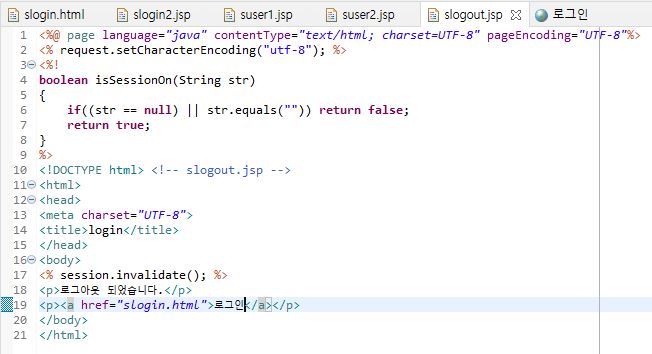 slogin.html slogin2.jsp suser1.jsp suser2.jsp slogout.jsp 로그인
1 <%@ page language="java" contentType="text/html; charset=UTF-8" pageEncoding="UTF-8"%>
2 <% request.setCharacterEncoding("utf-8"); %>
3 <%!
4 boolean isSessionOn(String str)
5 {
6     if((str == null) || str.equals("")) return false;
7     return true;
8 }
9 %>
10 <!DOCTYPE html> <!-- slogout.jsp -->
11 <html>
12 <head>
13 <meta charset="UTF-8">
14 <title>login</title>
15 </head>
16 <body>
17 <% session.invalidate(); %>
18 <p>로그아웃 되었습니다.</p>
19 <p><a href="slogin.html">로그인</a></p>
20 </body>
21 </html>